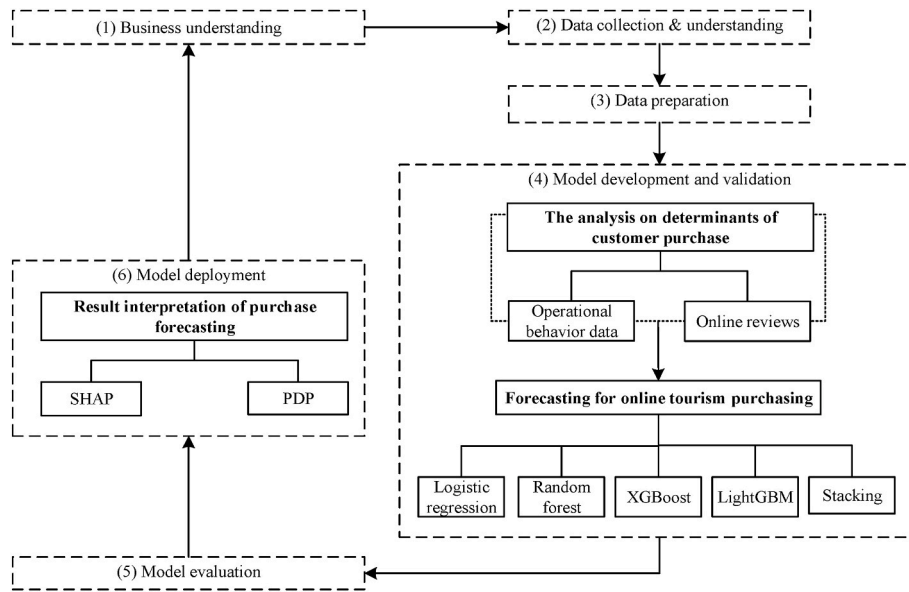 (1) Business understanding
(2) Data collection & understanding
(3) Data preparation
(4) Model development and validation
The analysis on determinants of
customer purchase
Operational
behavior data
Online reviews
Forecasting for online tourism purchasing
Logistic
regression
Random
forest
XGBoost
LightGBM
Stacking
(5) Model evaluation
(6) Model deployment
Result interpretation of purchase
forecasting
SHAP
PDP